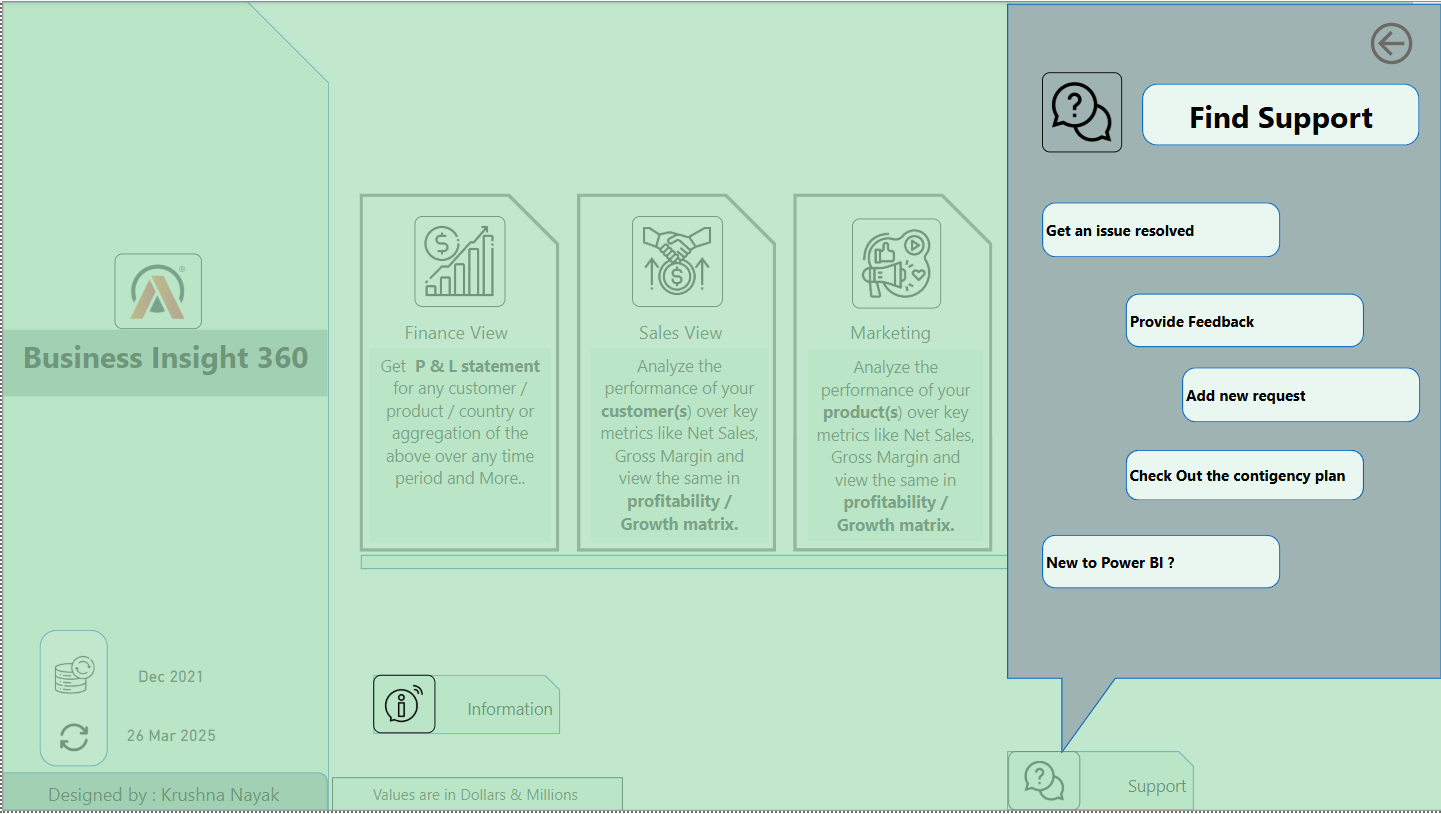 Business Insight 360
Dec 2021
26 Mar 2025
Designed by : Krushna Nayak
Finance View
Get P & L statement
for any customer /
product / country or
aggregation of the
above over any time
period and More..
Sales View
Analyze the
performance of your
customer(s) over key
metrics like Net Sales,
Gross Margin and
view the same in
profitability /
Growth matrix.
Marketing
Analyze the
performance of your
product(s) over key
metrics like Net Sales,
Gross Margin and
view the same in
profitability /
Growth matrix.
Information
Values are in Dollars & Millions
Find Support
Get an issue resolved
Provide Feedback
Add new request
Check Out the contigency plan
New to Power BI ?
Support